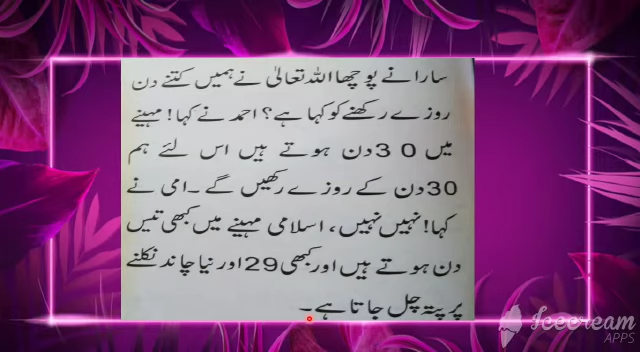 سارا نے پوچھا اللہ تعالیٰ نے ہمیں کتنے دن
روزے رکھنے کو کہا ہے؟ احمد نے کہا! مہینے
میں 30 دن ہوتے ہیں اس لئے ہم
30 دن کے روزے رکھیں گے ۔ امی نے
کہا! نہیں نہیں، اسلامی مہینے میں کبھی تیس
دن ہوتے ہیں اور کبھی 29 اور نیا چاند نکلنے
پر پتہ چل جاتا ہے ۔
Icecream
APPS